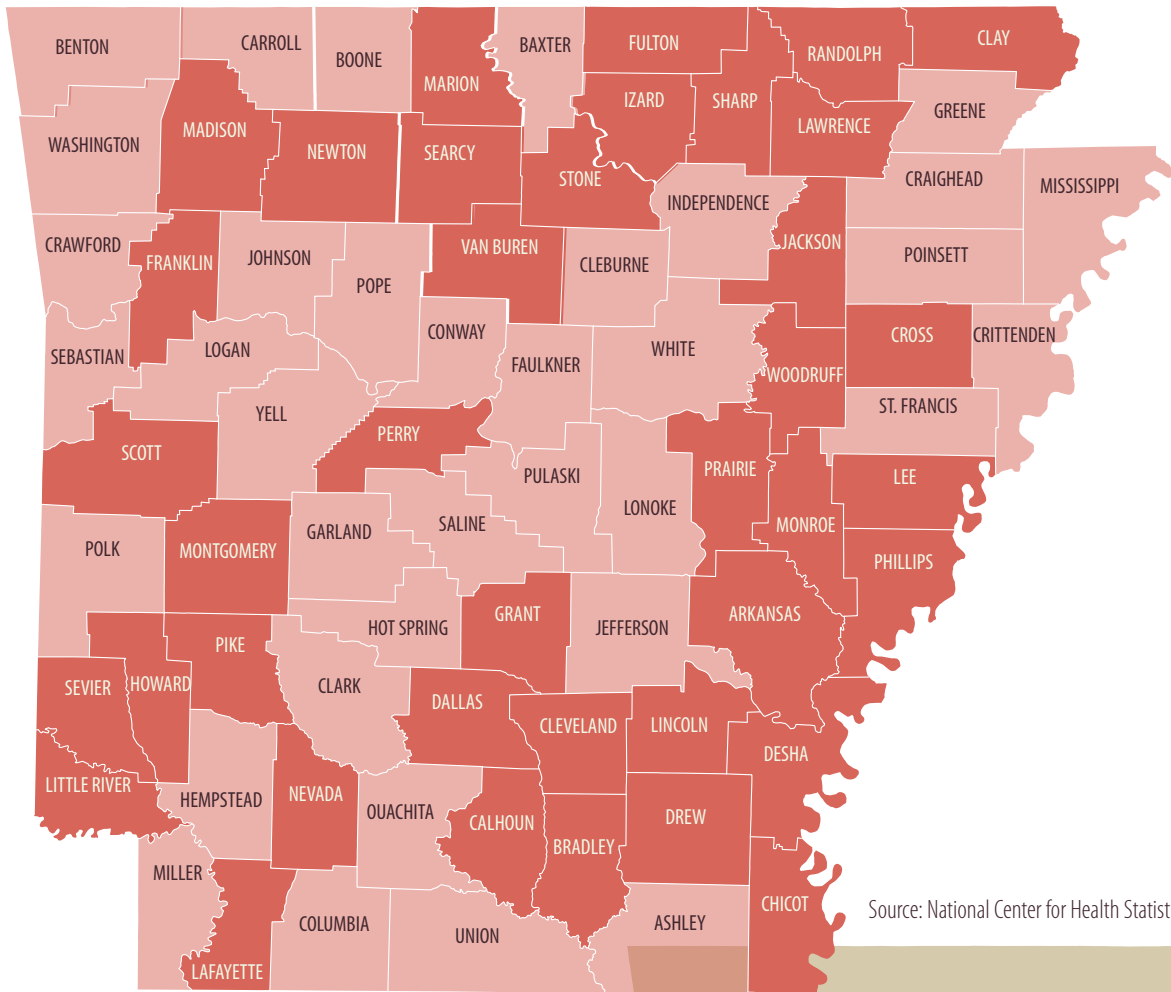 BENTON
CARROLL
BOONE
MARION
BAXTER
FULTON
RANDOLPH
CLAY
IZARD
SHARP
GREENE
WASHINGTON
MADISON
NEWTON
SEARCY
LAWRENCE
STONE
INDEPENDENCE
CRAIGHEAD
MISSISSIPPI
CRAWFORD
FRANKLIN
JOHNSON
POPE
VAN BUREN
CLEBURNE
JACKSON
POINSETT
SEBASTIAN
LOGAN
CONWAY
FAULKNER
WHITE
WOODRUFF
CROSS
CRITTENDEN
YELL
ST. FRANCIS
SCOTT
PERRY
PULASKI
PRAIRIE
LEE
POLK
MONTGOMERY
GARLAND
SALINE
LONOKE
MONROE
PHILLIPS
HOT SPRING
GRANT
JEFFERSON
ARKANSAS
PIKE
SEVIER
HOWARD
CLARK
DALLAS
CLEVELAND
LINCOLN
DESHA
LITTLE RIVER
HEMPSTEAD
NEVADA
OUACHITA
CALHOUN
BRADLEY
DREW
MILLER
LAFAYETTE
COLUMBIA
UNION
ASHLEY
CHICOT
Source: National Center for Health Statist